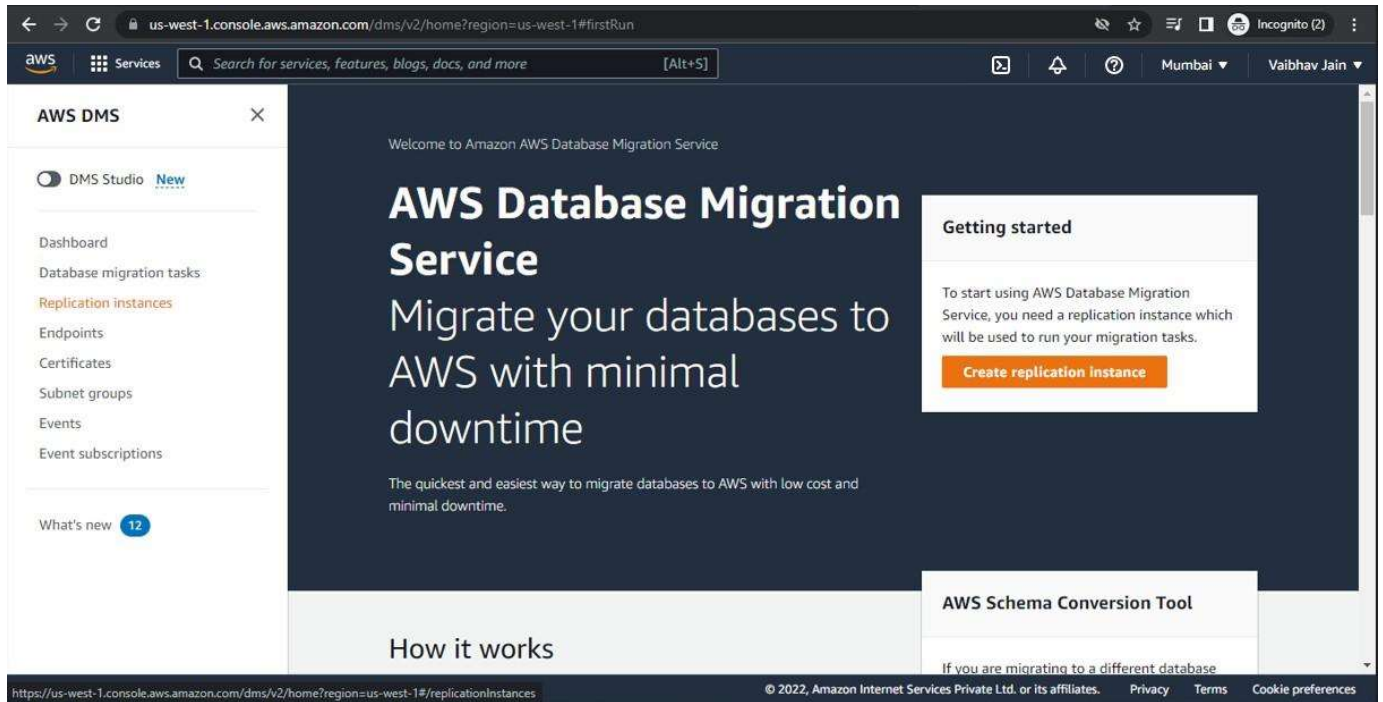 us-west-1.console.aws.amazon.com/dms/v2/home?region=us-west-1#firstRun
Incognito (2)
aws
Services
Search for services, features, blogs, docs, and more
[Alt+S]
Mumbai
Vaibhav Jain
AWS DMS
DMS Studio New
Dashboard
Database migration tasks
Replication instances
Endpoints
Certificates
Subnet groups
Events
Event subscriptions
What's new 12
Welcome to Amazon AWS Database Migration Service
AWS Database Migration
Service
Migrate your databases to
AWS with minimal
downtime
The quickest and easiest way to migrate databases to AWS with low cost and
minimal downtime.
Getting started
To start using AWS Database Migration
Service, you need a replication instance which
will be used to run your migration tasks.
Create replication instance
How it works
AWS Schema Conversion Tool
If you are migrating to a different database
https://us-west-1.console.aws.amazon.com/dms/v2/home?region=us-west-1#/replicationInstances
© 2022, Amazon Internet Services Private Ltd. or its affiliates.
Privacy
Terms
Cookie preferences